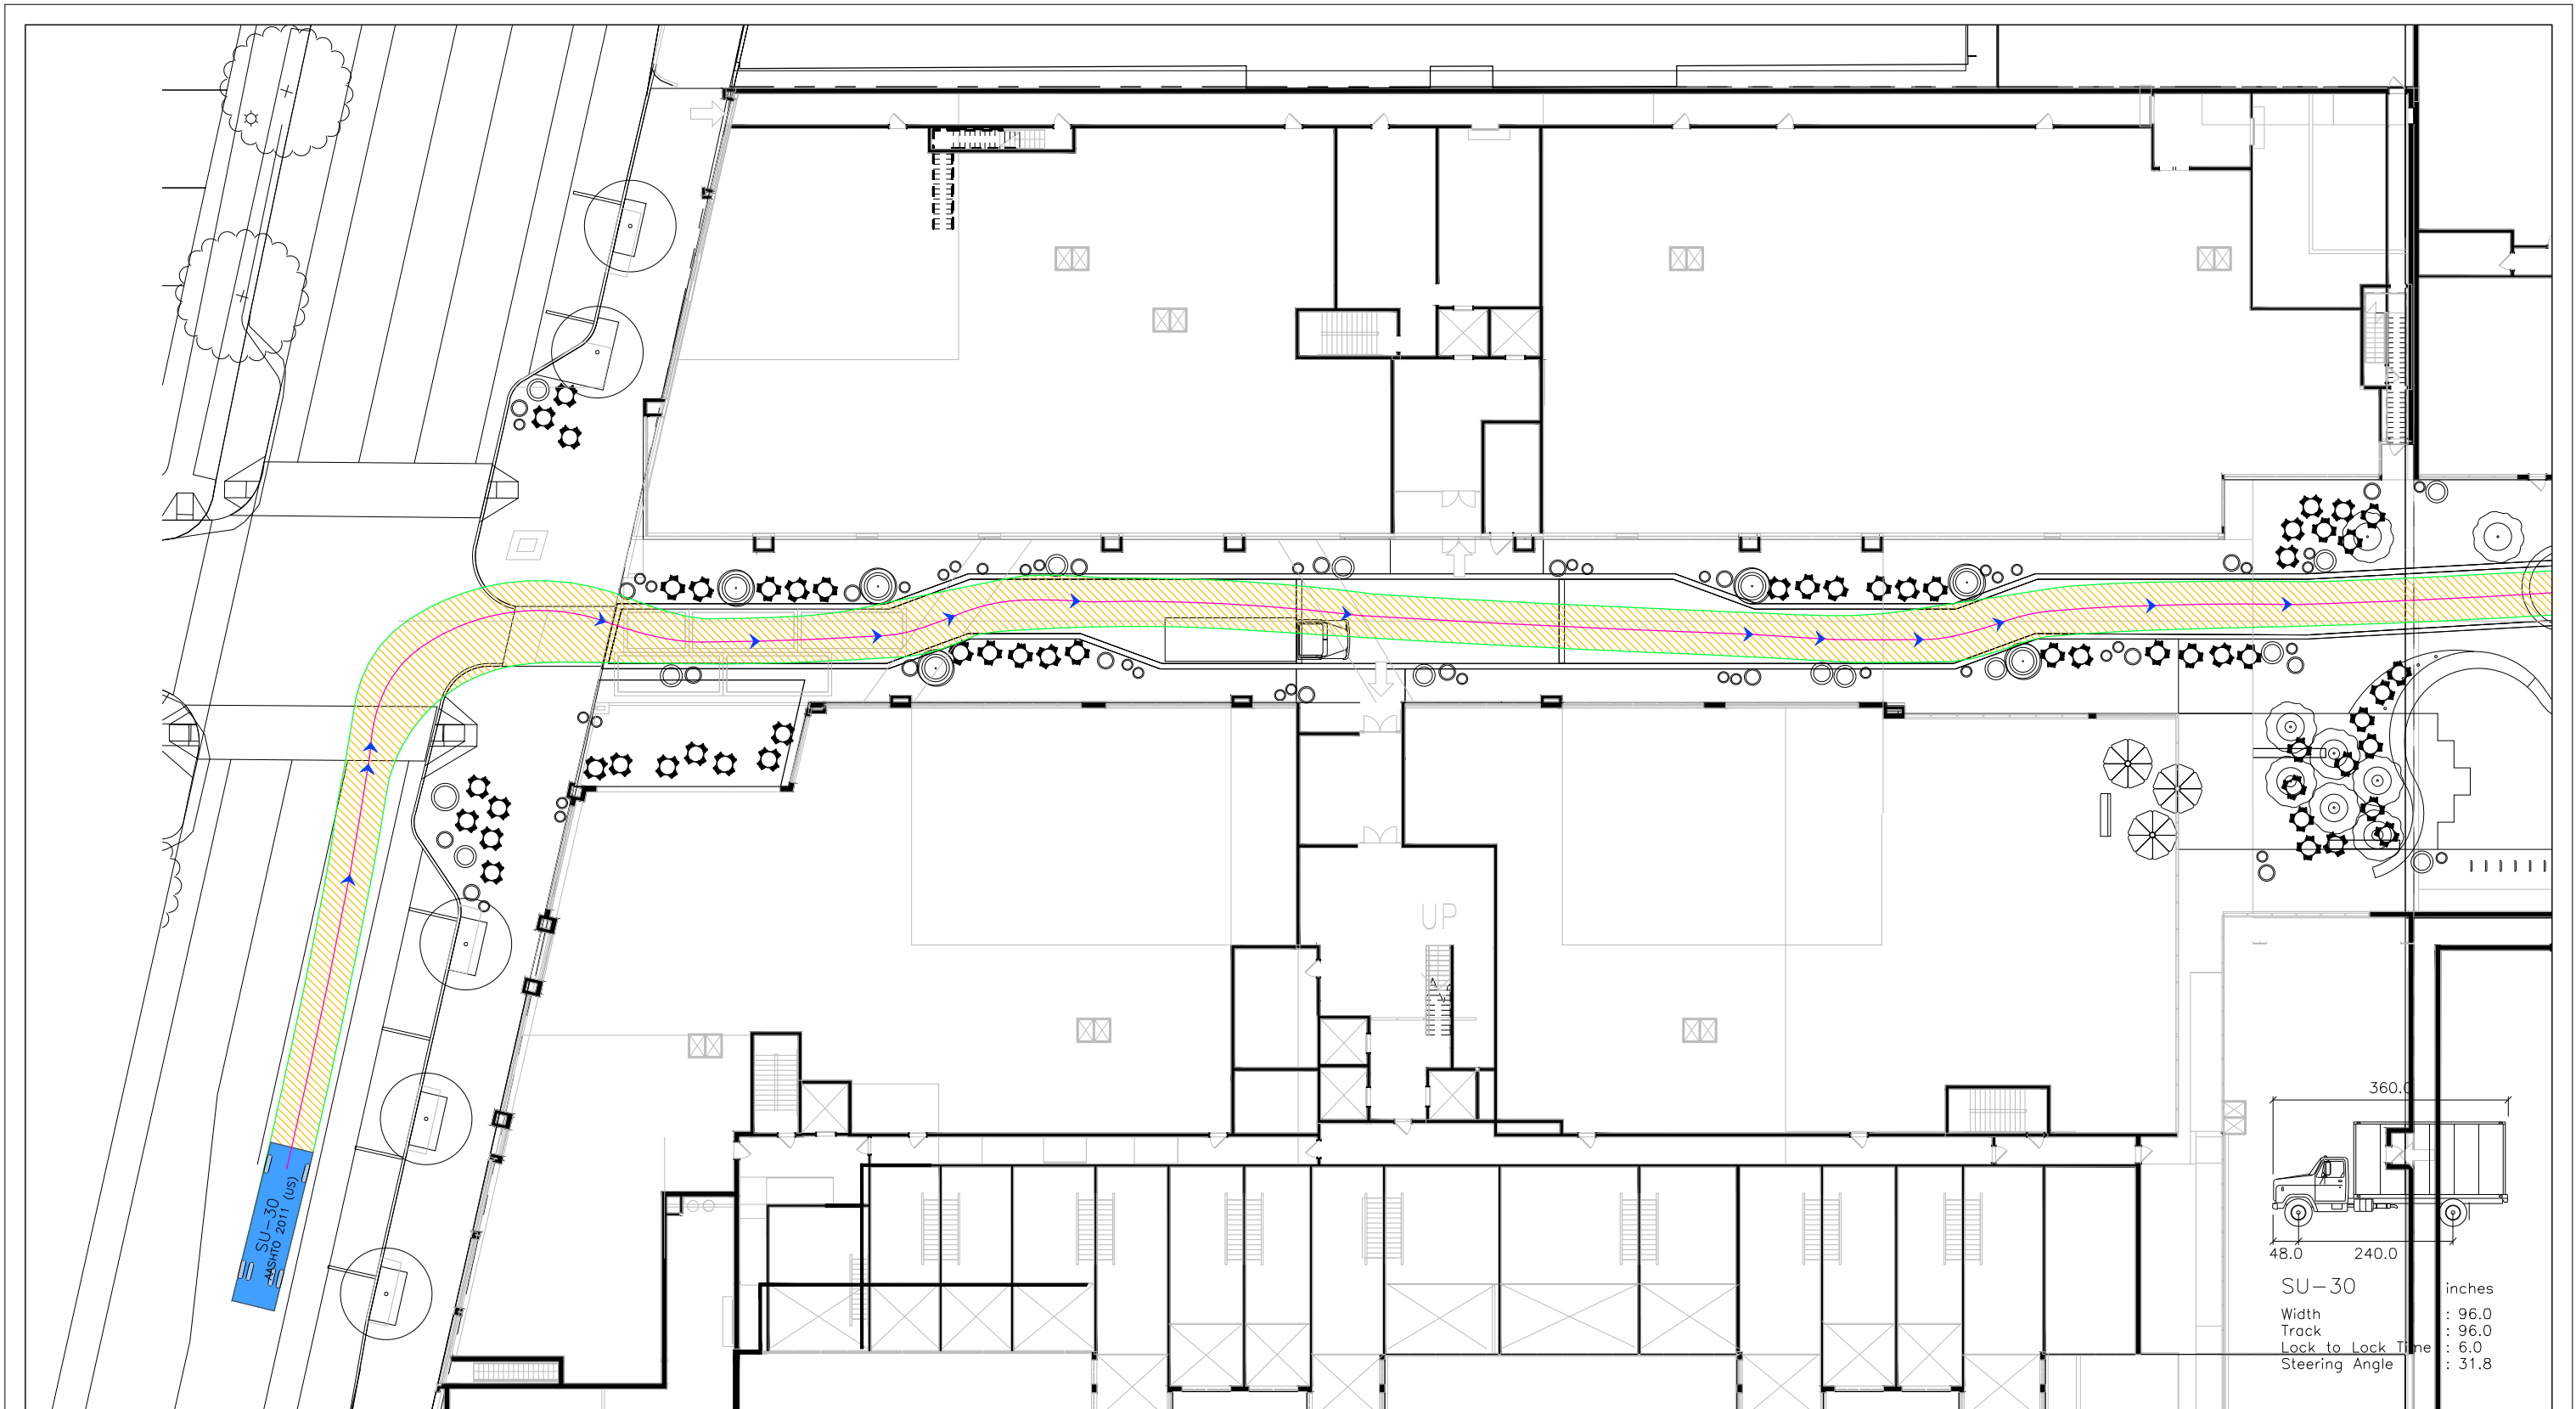 UP
SU-30
AASHTO 2011 (US)
360.0
48.0 240.0
SU-30 inches
Width : 96.0
Track : 96.0
Lock to Lock Time : 6.0
Steering Angle : 31.8